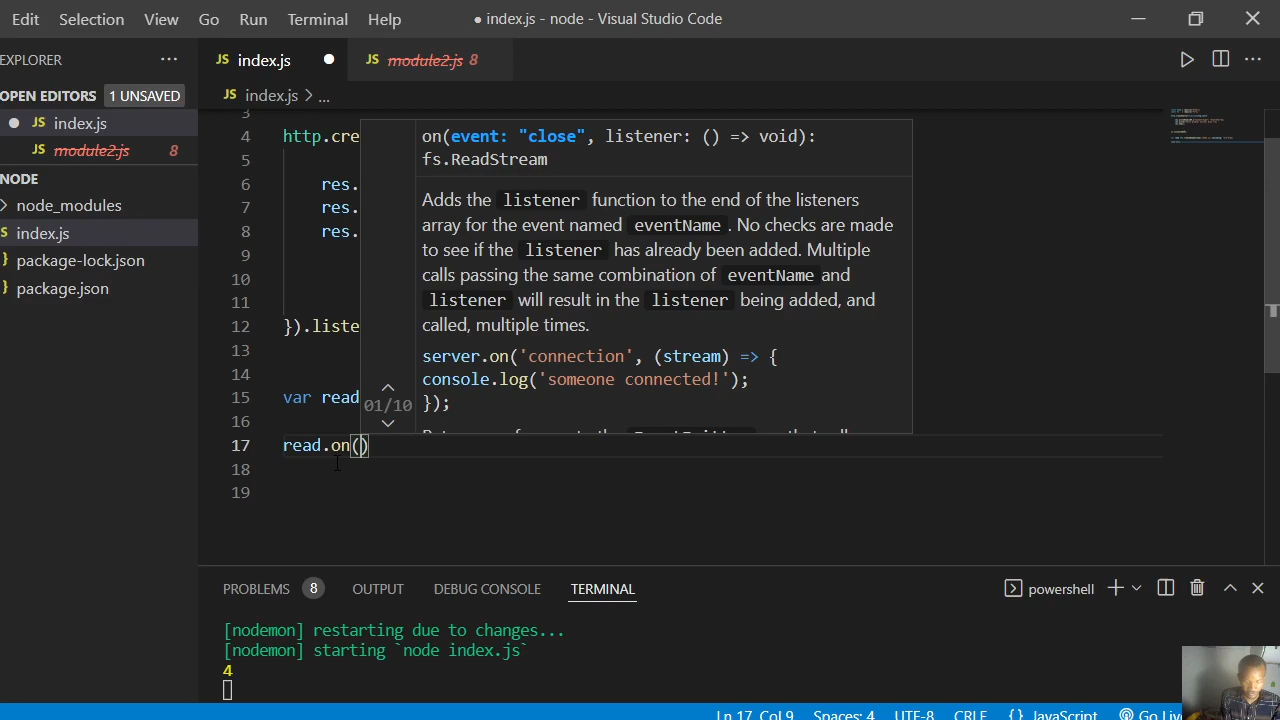 Edit Selection View Go Run Terminal Help ● index.js - node - Visual Studio Code
EXPLORER ···
JS index.js ● JS module2.js 8
OPEN EDITORS 1 UNSAVED
JS index.js > ...
● JS index.js
JS module2.js 8
NODE
> node_modules
index.js
package-lock.json
package.json
3
4 http.cre
5
6 res.
7 res.
8 res.
9
10
11
12 }).liste
13
14
15 var read
16
17 read.on()
18
19
on(event: "close", listener: () => void):
fs.ReadStream
Adds the listener function to the end of the listeners
array for the event named eventName. No checks are made
to see if the listener has already been added. Multiple
calls passing the same combination of eventName and
listener will result in the listener being added, and
called, multiple times.
server.on('connection', (stream) => {
console.log('someone connected!');
});
01/10
PROBLEMS 8 OUTPUT DEBUG CONSOLE TERMINAL powershell
[nodemon] restarting due to changes...
[nodemon] starting `node index.js`
4
Ln 17, Col 9 Spaces: 4 UTF-8 CRLF {} JavaScript Go Liv